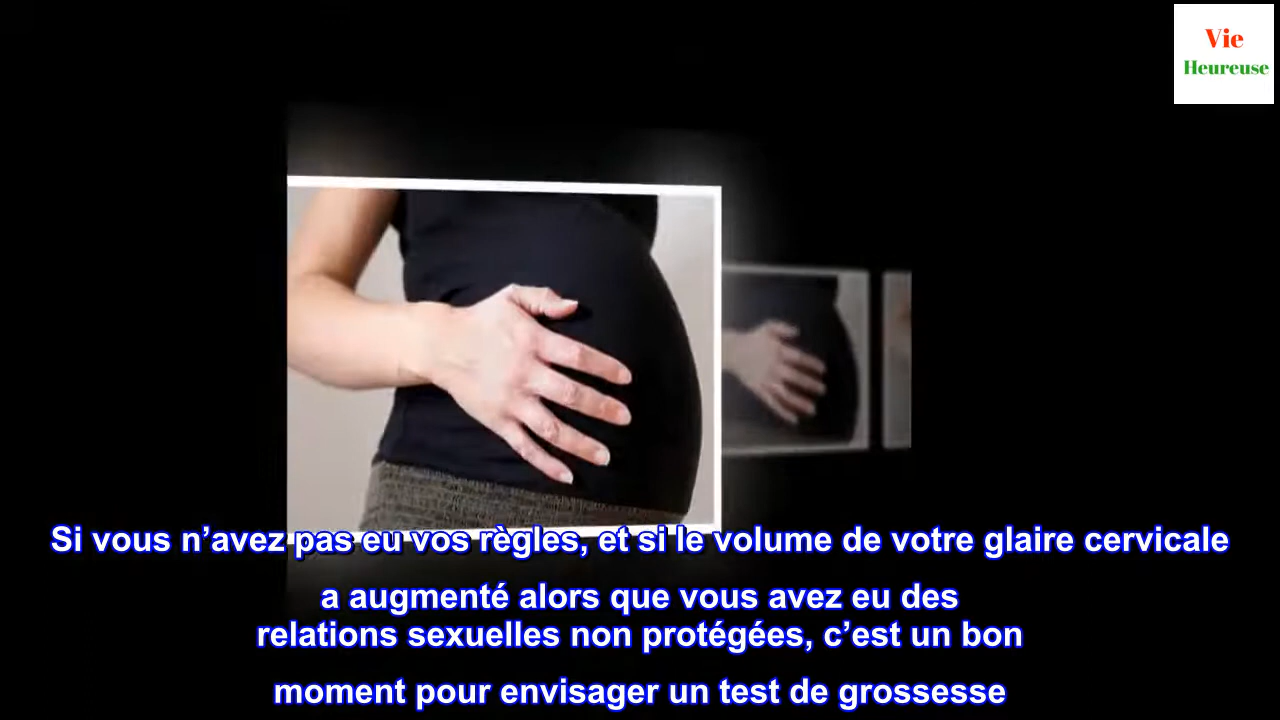 Vie
Heureuse
Si vous n’avez pas eu vos règles, et si le volume de votre glaire cervicale
a augmenté alors que vous avez eu des
relations sexuelles non protégées, c’est un bon
moment pour envisager un test de grossesse